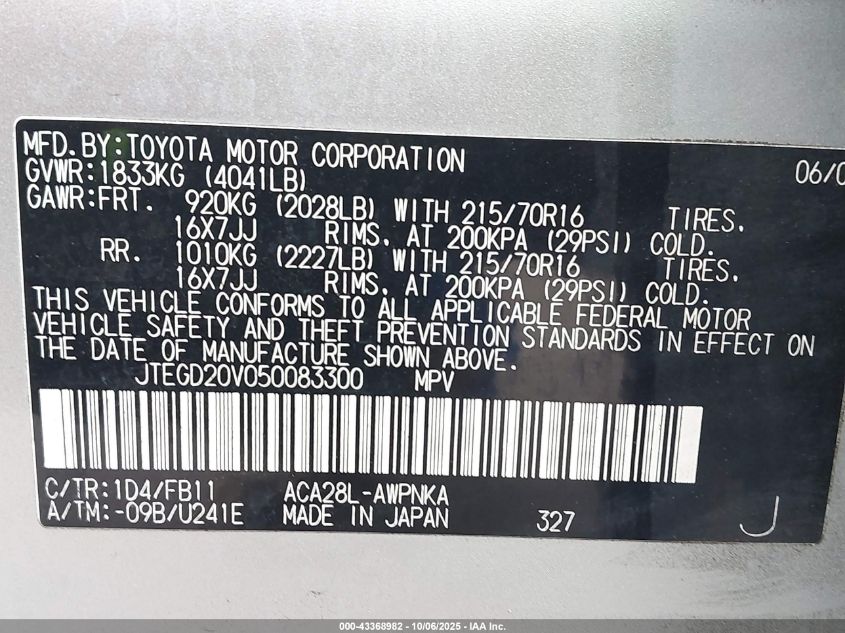 MFD. BY: TOYOTA MOTOR CORPORATION 06/0
GVWR: 1833KG (4041LB)
GAWR: FRT. 920KG (2028LB) WITH 215/70R16 TIRES.
16X7JJ RIMS. AT 200KPA (29PSI) COLD.
RR. 1010KG (2227LB) WITH 215/70R16 TIRES.
16X7JJ RIMS. AT 200KPA (29PSI) COLD.
THIS VEHICLE CONFORMS TO ALL APPLICABLE FEDERAL MOTOR
VEHICLE SAFETY AND THEFT PREVENTION STANDARDS IN EFFECT ON
THE DATE OF MANUFACTURE SHOWN ABOVE.
JTEGD20V050083300 MPV
C/TR: 1D4/FB11 ACA28L-AWPNKA
A/TM: -09B/U241E MADE IN JAPAN 327 J
000-43368982 - 10/06/2025 - IAA Inc.